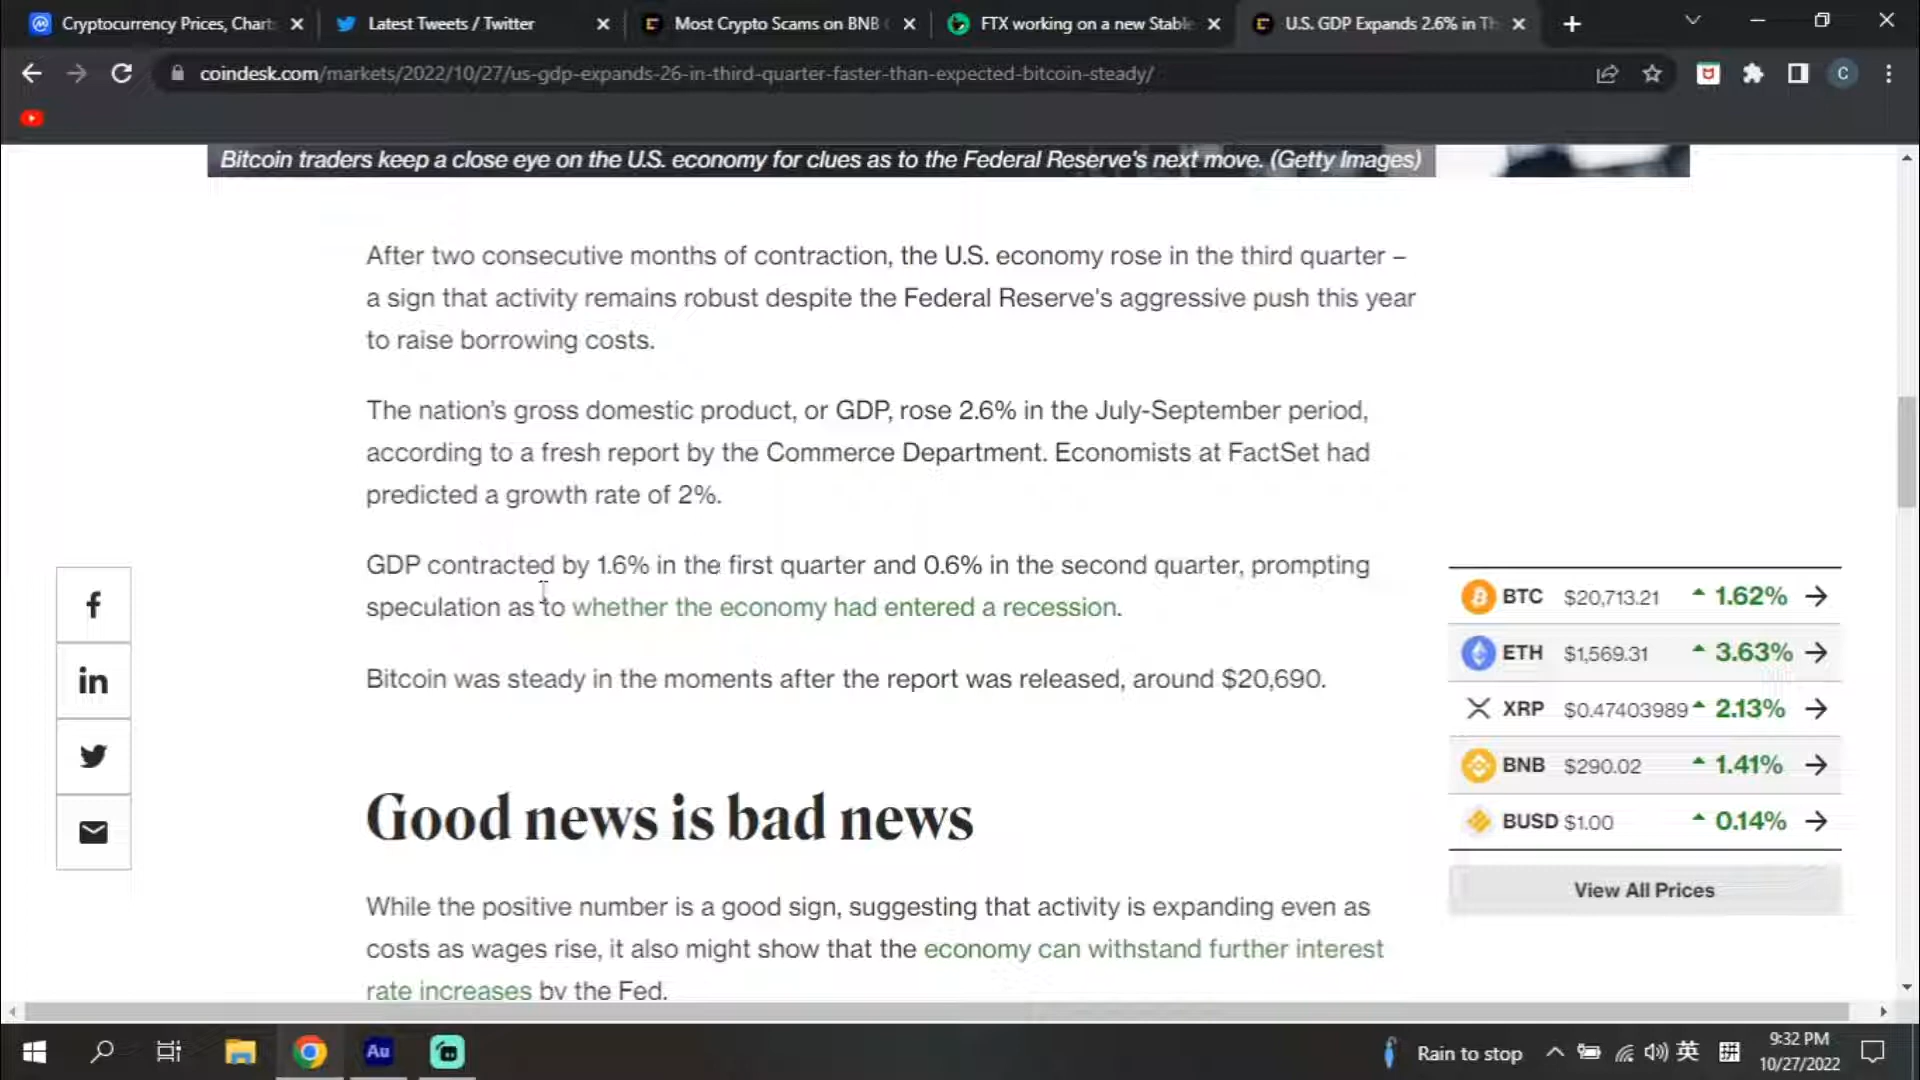 Cryptocurrency Prices, Chart
Latest Tweets / Twitter
Most Crypto Scams on BNB
FTX working on a new Stable
U.S. GDP Expands 2.6% in Th
coindesk.com/markets/2022/10/27/us-gdp-expands-26-in-third-quarter-faster-than-expected-bitcoin-steady/
C
Bitcoin traders keep a close eye on the U.S. economy for clues as to the Federal Reserve's next move. (Getty Images)
After two consecutive months of contraction, the U.S. economy rose in the third quarter –
a sign that activity remains robust despite the Federal Reserve's aggressive push this year
to raise borrowing costs.
The nation's gross domestic product, or GDP, rose 2.6% in the July-September period,
according to a fresh report by the Commerce Department. Economists at FactSet had
predicted a growth rate of 2%.
GDP contracted by 1.6% in the first quarter and 0.6% in the second quarter, prompting
speculation as to whether the economy had entered a recession.
Bitcoin was steady in the moments after the report was released, around $20,690.
Good news is bad news
While the positive number is a good sign, suggesting that activity is expanding even as
costs as wages rise, it also might show that the economy can withstand further interest
rate increases by the Fed.
BTC $20,713.21 1.62%
ETH $1,569.31 3.63%
XRP $0.47403989 2.13%
BNB $290.02 1.41%
BUSD $1.00 0.14%
View All Prices
f
in
Au
Rain to stop
英
拼
9:32 PM
10/27/2022